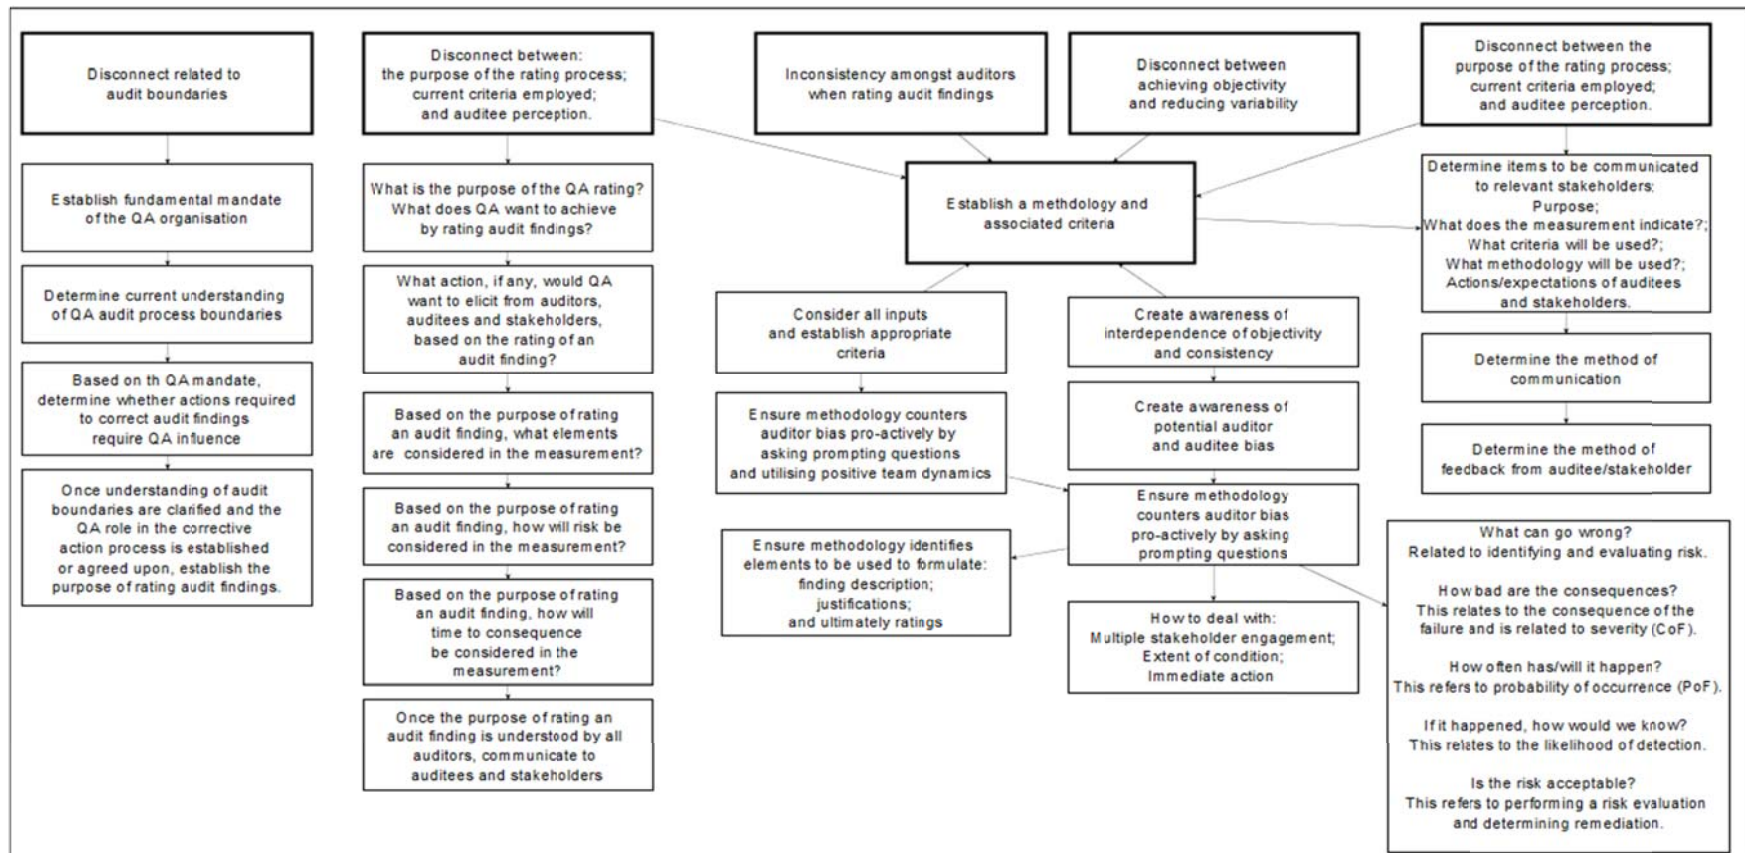 Disconnect related to
audit boundaries
Establish fundamental mandate
of the QA organisation
Determine current understanding
of QA audit process boundaries
Based on th QA mandate,
determine whether actions required
to correct audit findings
require QA influence
Once understanding of audit
boundaries are clarified and the
QA role in the corrective
action process is established
or agreed upon, establish the
purpose of rating audit findings.
Disconnect between:
the purpose of the rating process;
current criteria employed;
and auditee perception.
What is the purpose of the QA rating?
What does QA want to achieve
by rating audit findings?
What action, if any, would QA
want to elicit from auditors,
auditees and stakeholders,
based on the rating of an
audit finding?
Based on the purpose of rating
an audit finding, what elements
are considered in the measurement?
Based on the purpose of rating
an audit finding, how will risk be
considered in the measurement?
Based on the purpose of rating
an audit finding, how will
time to consequence
be considered in the
measurement?
Once the purpose of rating an
audit finding is understood by all
auditors, communicate to
auditees and stakeholders
Inconsistency amongst auditors
when rating audit findings
Disconnect between
achieving objectivity
and reducing variability
Establish a methdology and
associated criteria
Consider all inputs
and establish appropriate
criteria
Ensure methodology counters
auditor bias pro-actively by
asking prompting questions
and utilising positive team dynamics
Ensure methodology identifies
elements to be used to formulate:
finding description;
justifications;
and ultimately ratings
Create awareness of
interdependence of objectivity
and consistency
Create awareness of
potential auditor
and auditee bias
Ensure methodology
counters auditor bias
pro-actively by asking
prompting questions
How to deal with:
Multiple stakeholder engagement;
Extent of condition;
Immediate action
Disconnect between the
purpose of the rating process;
current criteria employed;
and auditee perception.
Determine items to be communicated
to relevant stakeholders;
Purpose;
What does the measurement indicate?;
What criteria will be used?;
What methodology will be used?;
Actions/expectations of auditees
and stakeholders.
Determine the method of
communication
Determine the method of
feedback from auditee/stakeholder
What can go wrong?
Related to identifying and evaluating risk.
How bad are the consequences?
This relates to the consequence of the
failure and is related to severity (CoF).
How often has/will it happen?
This refers to probability of occurrence (PoF).
If it happened, how would we know?
This relates to the likelihood of detection.
Is the risk acceptable?
This refers to performing a risk evaluation
and determining remediation.